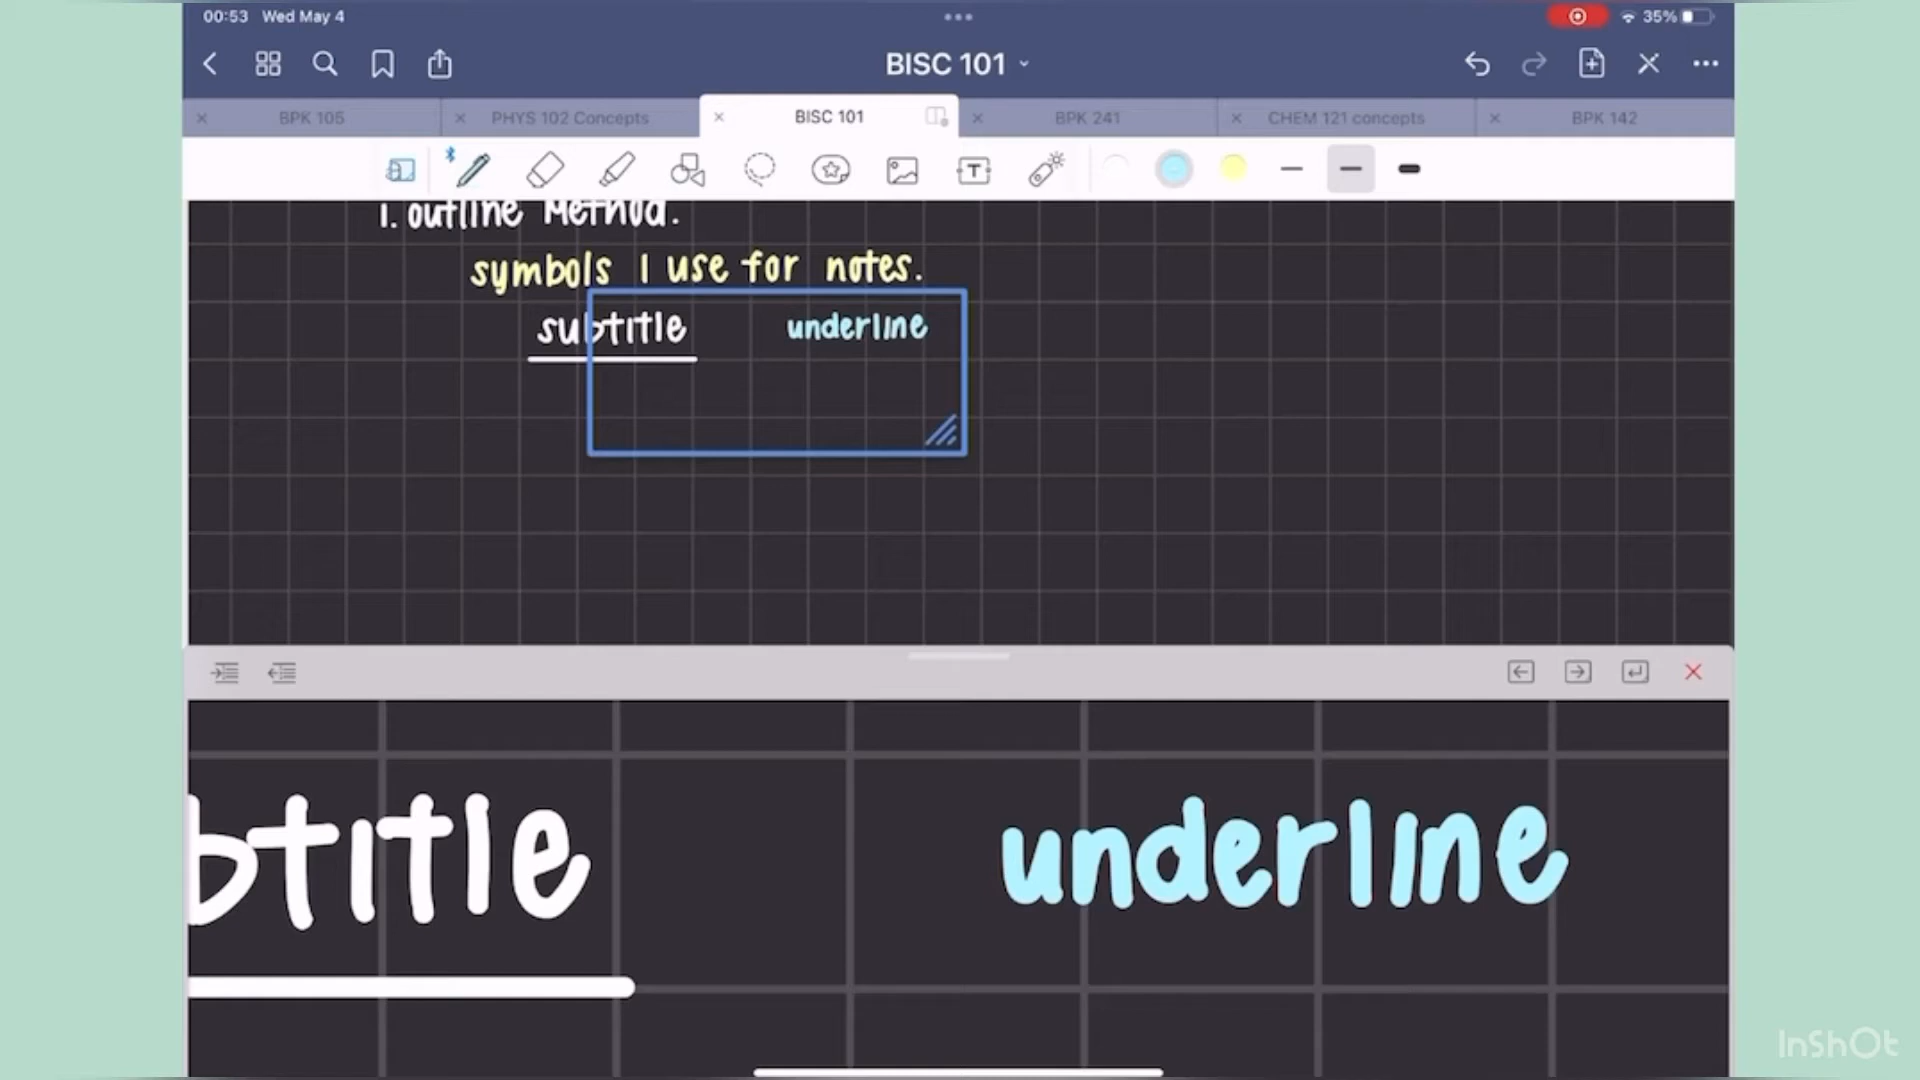 00:53 Wed May 4
35%
BISC 101
BPK 105
PHYS 102 Concepts
BISC 101
BPK 241
CHEM 121 concepts
BPK 142
T
1. outline Method.
symbols I use for notes.
subtitle underline
btitle underline
InShOt